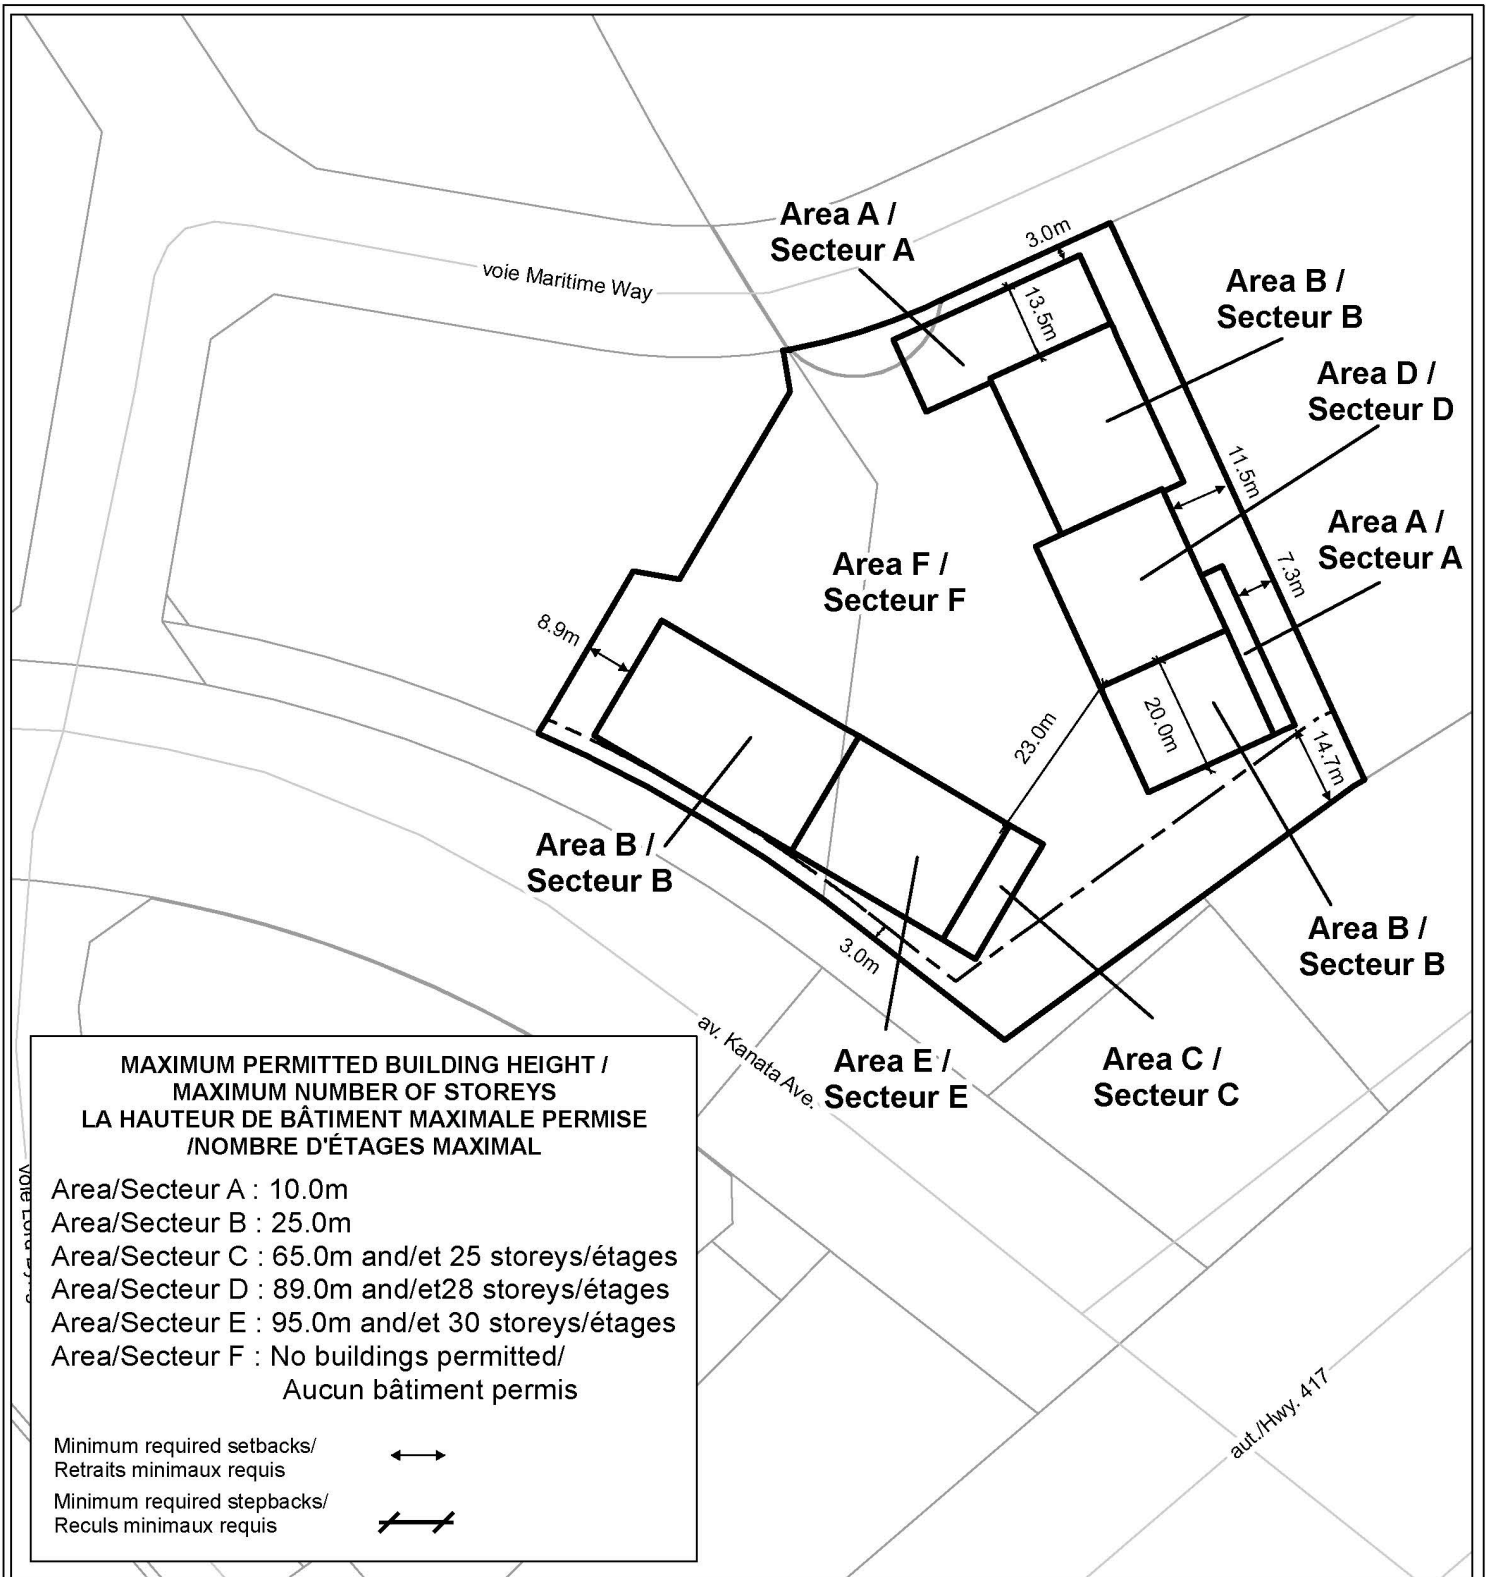 Area A /
Secteur A
3.0m
voie Maritime Way
13.5m
Area B /
Secteur B
Area D /
Secteur D
11.5m
Area A /
Secteur A
7.3m
Area F /
Secteur F
8.9m
20.0m
23.0m
14.7m
Area B /
Secteur B
Area B /
Secteur B
3.0m
av. Kanata Ave.
Area E /
Secteur E
Area C /
Secteur C
MAXIMUM PERMITTED BUILDING HEIGHT /
MAXIMUM NUMBER OF STOREYS
LA HAUTEUR DE BÂTIMENT MAXIMALE PERMISE
/NOMBRE D'ÉTAGES MAXIMAL
voie
Area/Secteur A : 10.0m
Area/Secteur B : 25.0m
Area/Secteur C : 65.0m and/et 25 storeys/étages
Area/Secteur D : 89.0m and/et28 storeys/étages
Area/Secteur E : 95.0m and/et 30 storeys/étages
Area/Secteur F : No buildings permitted/
Aucun bâtiment permis
Minimum required setbacks/
Retraits minimaux requis
Minimum required stepbacks/
Reculs minimaux requis
aut./Hwy. 417